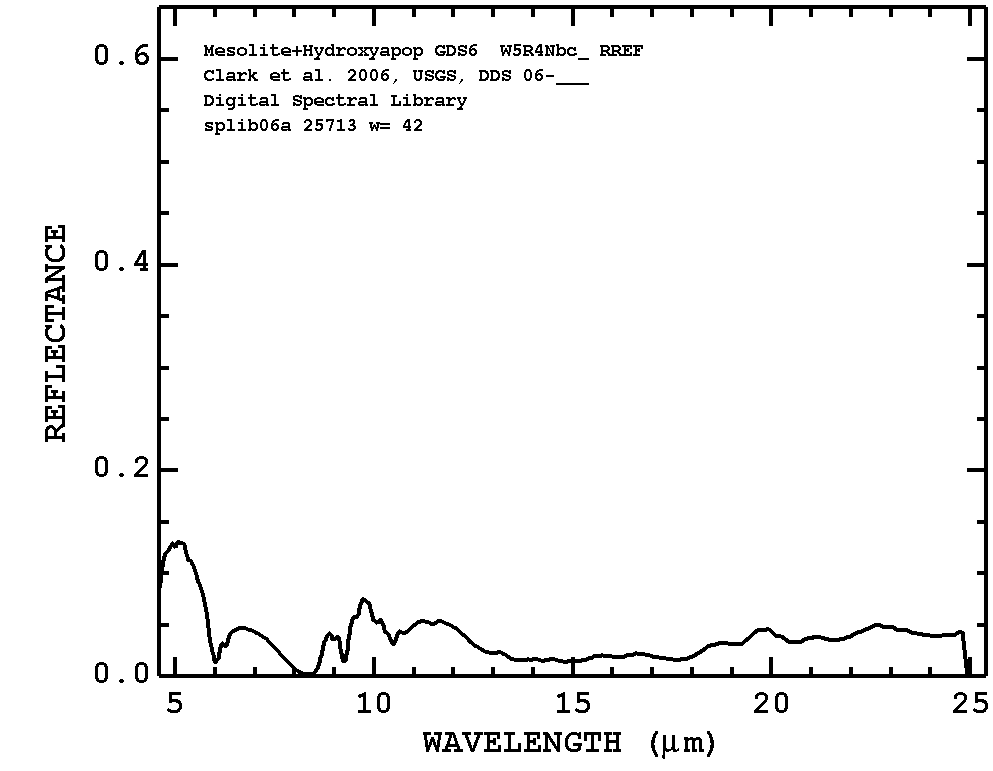 Mesolite+Hydroxyapop GDS6 W5R4Nbc_ RREF
Clark et al. 2006, USGS, DDS 06-___
Digital Spectral Library
splib06a 25713 w= 42
REFLECTANCE
0.6
0.4
0.2
0.0
5 10 15 20 25
WAVELENGTH (μm)